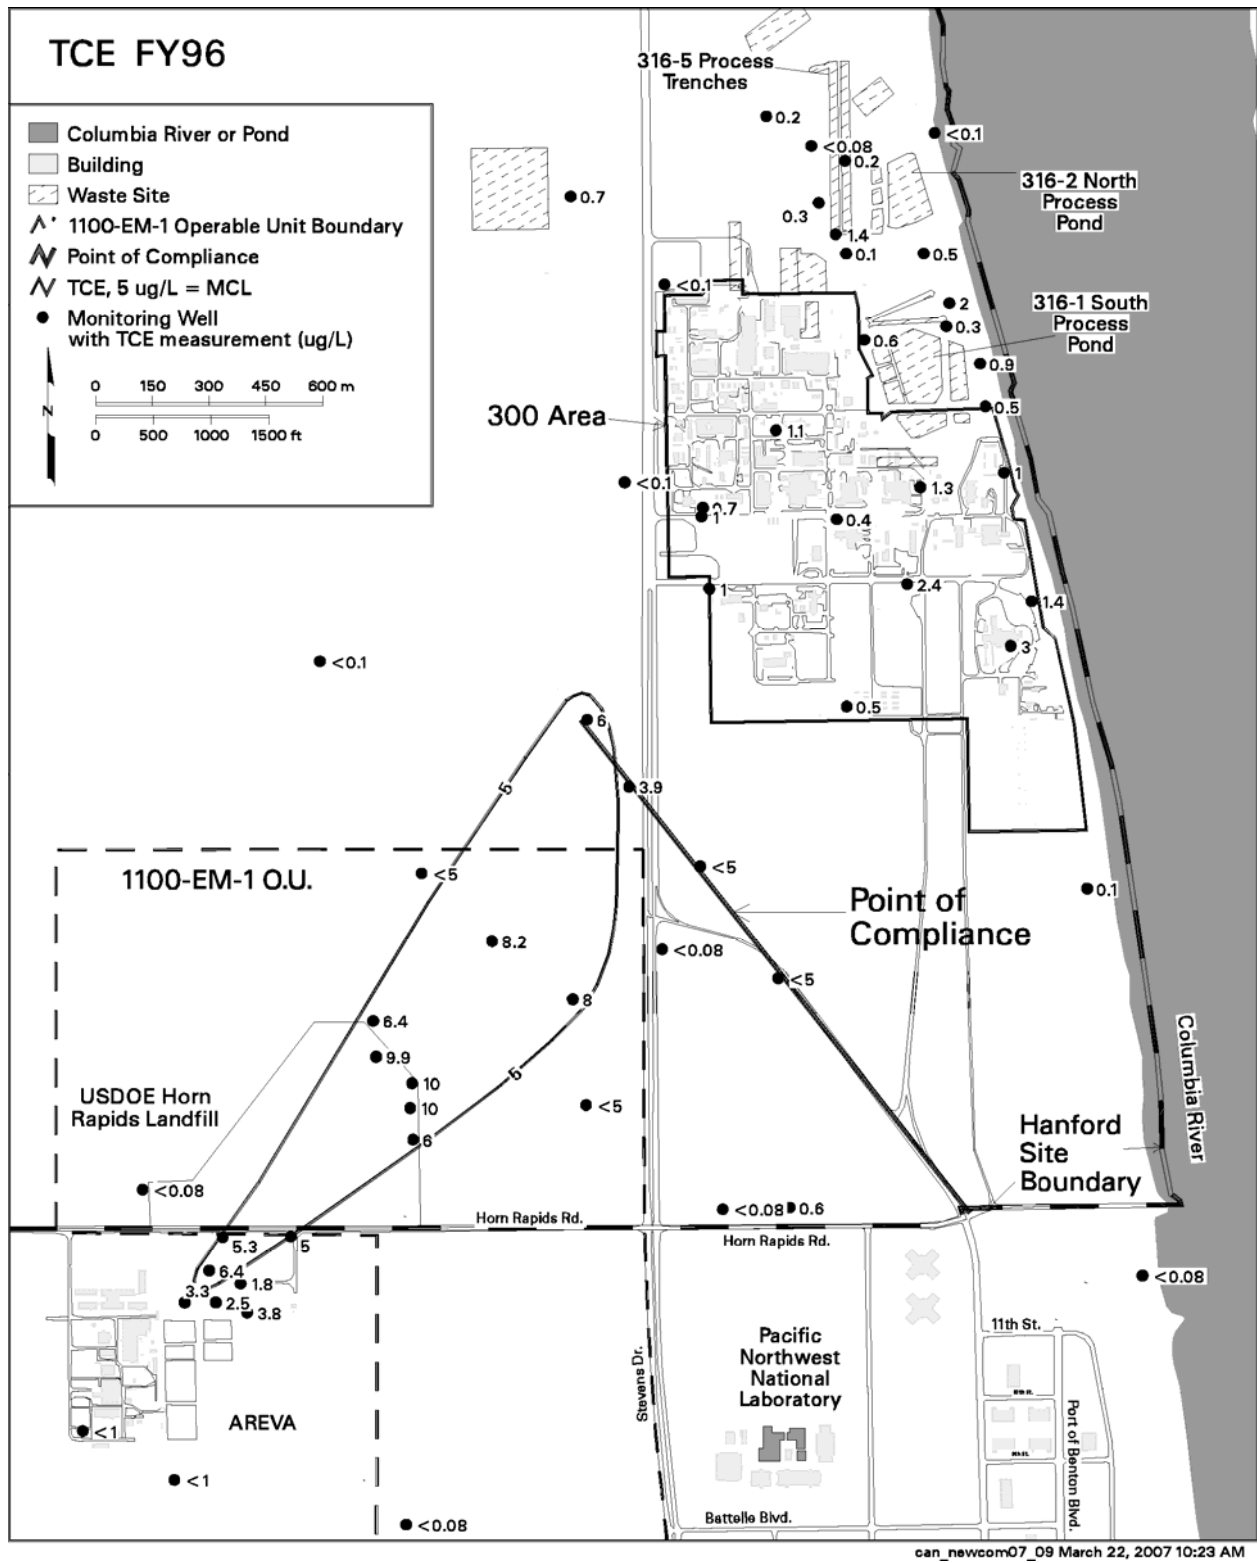 TCE FY96
Columbia River or Pond
Building
Waste Site
1100-EM-1 Operable Unit Boundary
Point of Compliance
TCE, 5 ug/L = MCL
Monitoring Well
with TCE measurement (ug/L)
N
0 150 300 450 600 m
0 500 1000 1500 ft
316-5 Process
Trenches
0.2
<0.08
0.2
<0.1
316-2 North
Process
Pond
0.7
0.3
1.4
0.1
0.5
<0.1
2
0.3
316-1 South
Process
Pond
0.6
0.9
0.5
300 Area
1.1
<0.1
1
1.3
0.7
1
0.4
1
2.4
1.4
3
<0.1
0.5
6
5
3.9
1100-EM-1 O.U.
<5
<5
0.1
Point of
Compliance
8.2
<0.08
<5
8
6.4
9.9
5
10
10
6
<5
USDOE Horn
Rapids Landfill
Columbia River
Hanford
Site
Boundary
<0.08
<0.08
0.6
Horn Rapids Rd.
Horn Rapids Rd.
5.3
5
6.4
1.8
3.3
2.5
3.8
<0.08
11th St.
Pacific
Northwest
National
Laboratory
Stevens Dr.
Port of Benton Blvd.
AREVA
<1
<1
<0.08
Battelle Blvd.
can_newcom07_09 March 22, 2007 10:23 AM